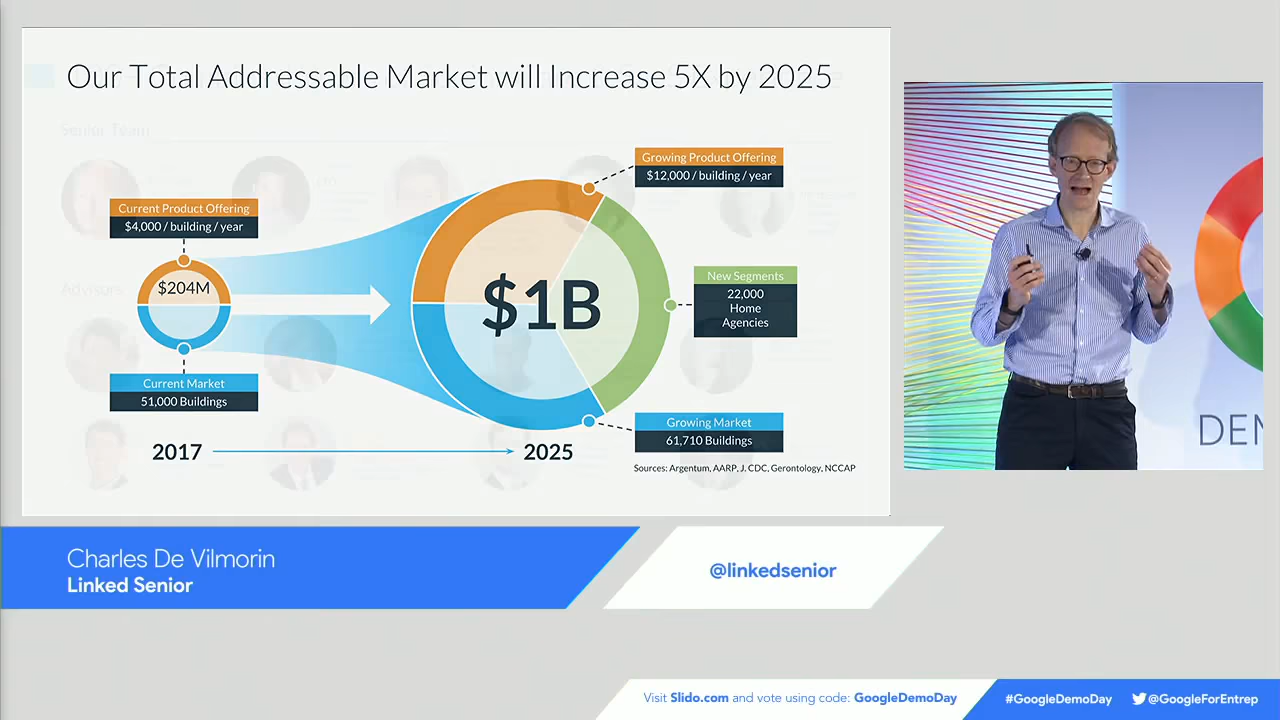 Our Total Addressable Market will Increase 5X by 2025
Senior Team
Growing Product Offering
$12,000 / building / year
Current Product Offering
$4,000 / building / year
$204M
$1B
New Segments
22,000
Home
Agencies
Advisors
Current Market
51,000 Buildings
Growing Market
61,710 Buildings
2017
2025
Sources: Argentum, AARP, J. CDC, Gerontology, NCCAP
DEM
Charles De Vilmorin
Linked Senior
@linkedsenior
Visit Slido.com and vote using code: GoogleDemoDay
#GoogleDemoDay
@GoogleForEntrep